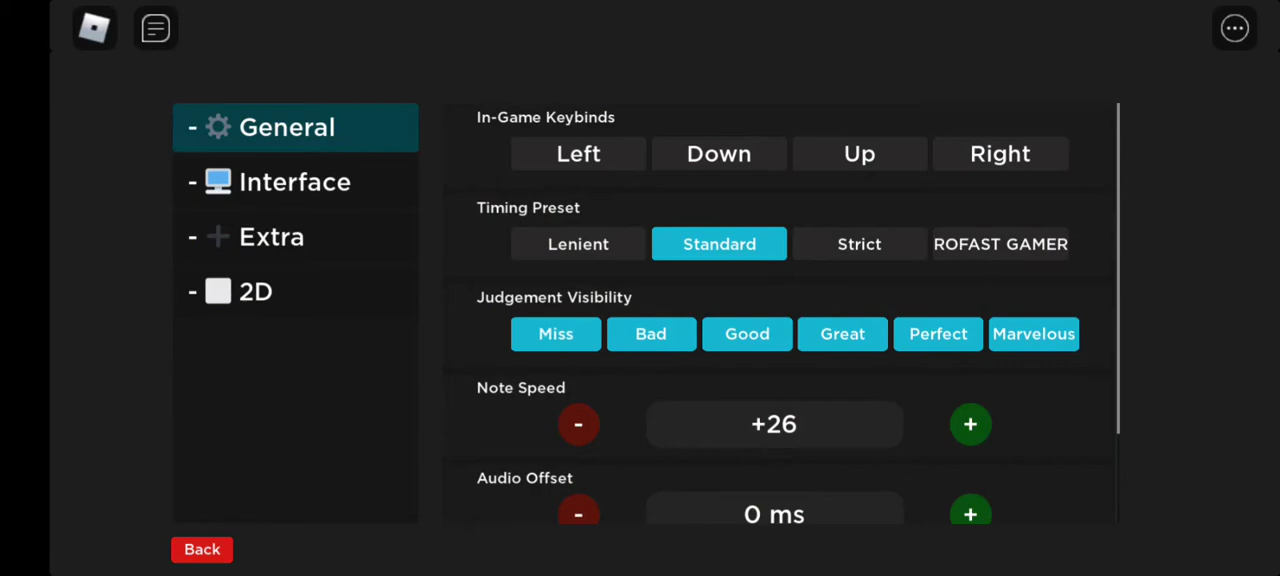 - General
- Interface
- Extra
- 2D
Back
In-Game Keybinds
Left Down Up Right
Timing Preset
Lenient Standard Strict ROFAST GAMER
Judgement Visibility
Miss Bad Good Great Perfect Marvelous
Note Speed
- +26 +
Audio Offset
- 0 ms +